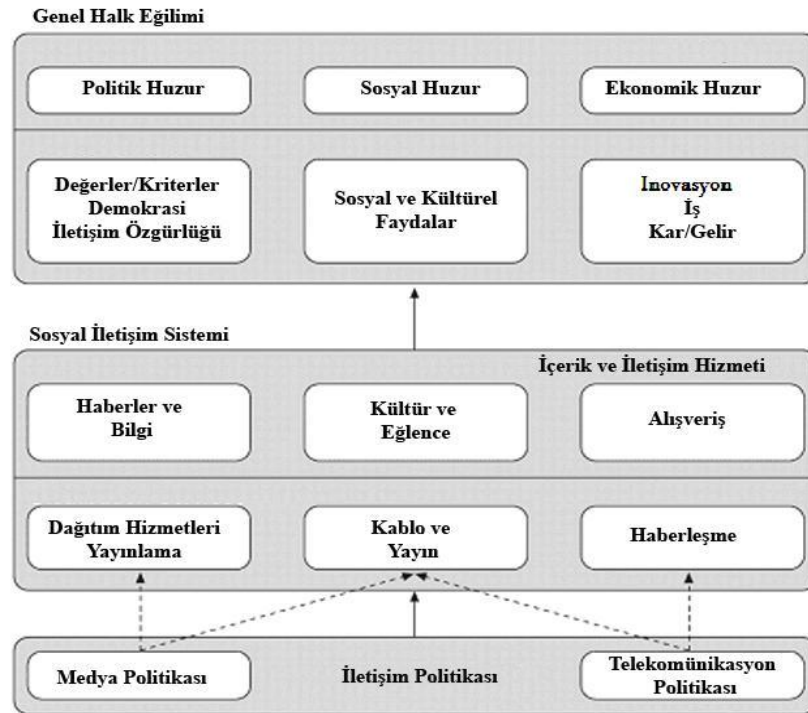 Genel Halk Eğilimi
Politik Huzur
Sosyal Huzur
Ekonomik Huzur
Değerler/Kriterler
Demokrasi
İletişim Özgürlüğü
Sosyal ve Kültürel
Faydalar
Inovasyon
İş
Kar/Gelir
Sosyal İletişim Sistemi
İçerik ve İletişim Hizmeti
Haberler ve
Bilgi
Kültür ve
Eğlence
Alışveriş
Dağıtım Hizmetleri
Yayınlama
Kablo ve
Yayın
Haberleşme
Medya Politikası
İletişim Politikası
Telekomünikasyon
Politikası